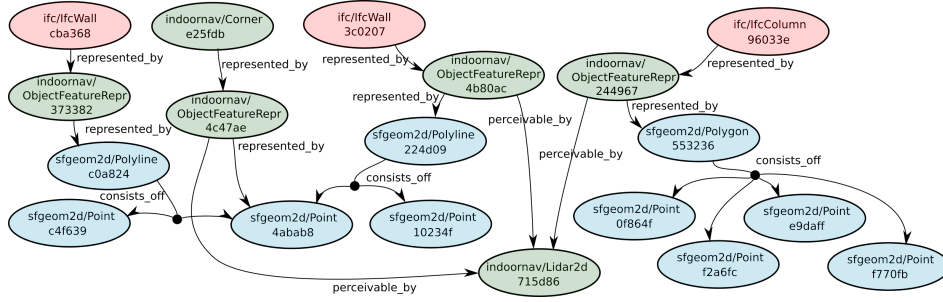 ifc/IfcWall
cba368
indoornav/Corner
e25fdb
ifc/IfcWall
3c0207
ifc/IfcColumn
96033e
represented_by
represented_by
represented_by
represented_by
indoornav/
ObjectFeatureRepr
373382
indoornav/
ObjectFeatureRepr
4c47ae
indoornav/
ObjectFeatureRepr
4b80ac
indoornav/
ObjectFeatureRepr
244967
represented_by
represented_by
represented_by
represented_by
perceivable_by
perceivable_by
sfgeom2d/Polyline
c0a824
sfgeom2d/Polyline
224d09
sfgeom2d/Polygon
553236
consists_off
consists_off
consists_off
sfgeom2d/Point
c4f639
sfgeom2d/Point
4abab8
sfgeom2d/Point
10234f
sfgeom2d/Point
0f864f
sfgeom2d/Point
e9daff
sfgeom2d/Point
f2a6fc
sfgeom2d/Point
f770fb
indoornav/Lidar2d
715d86
perceivable_by